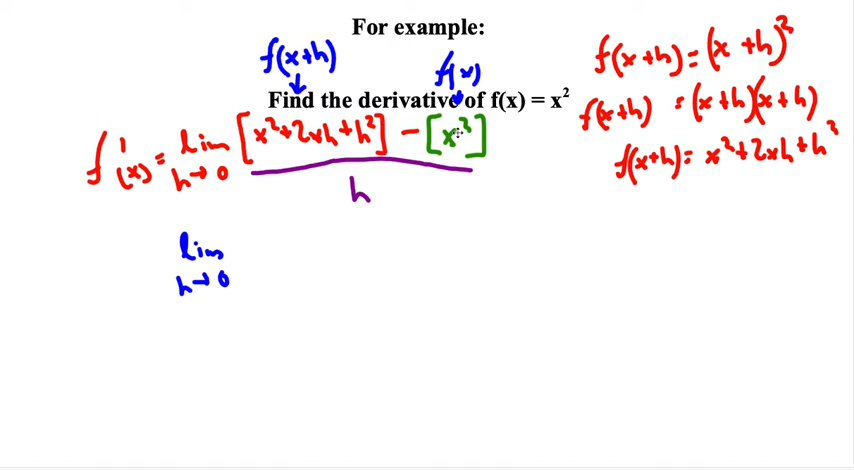 For example:
f(x+h)
f(x)
Find the derivative of f(x) = x²
f'(x) = lim h→0 [x²+2xh+h²] − [x²]
h
lim
h→0
f(x+h) = (x+h)²
f(x+h) = (x+h)(x+h)
f(x+h) = x²+2xh+h²